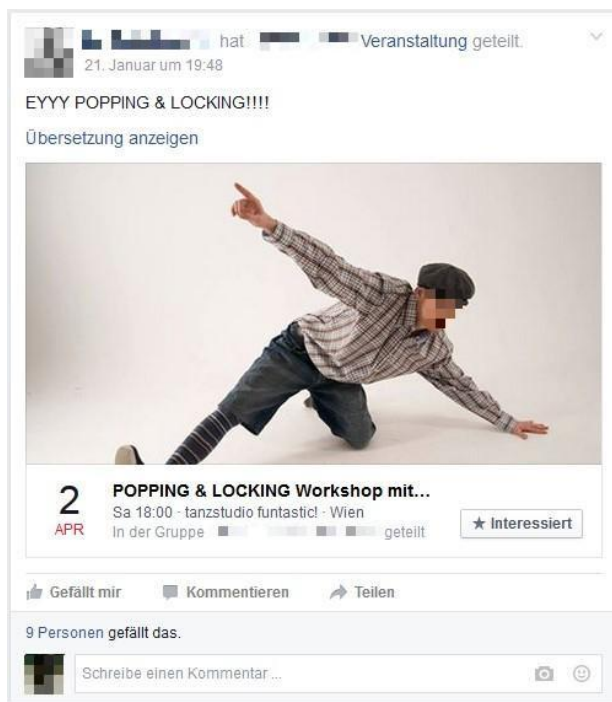 hat Veranstaltung geteilt.
21. Januar um 19:48
EYYY POPPING & LOCKING!!!!
Übersetzung anzeigen
2
APR
POPPING & LOCKING Workshop mit...
Sa 18:00 · tanzstudio funtastic! · Wien
In der Gruppe geteilt
★ Interessiert
Gefällt mir Kommentieren Teilen
9 Personen gefällt das.
Schreibe einen Kommentar ...